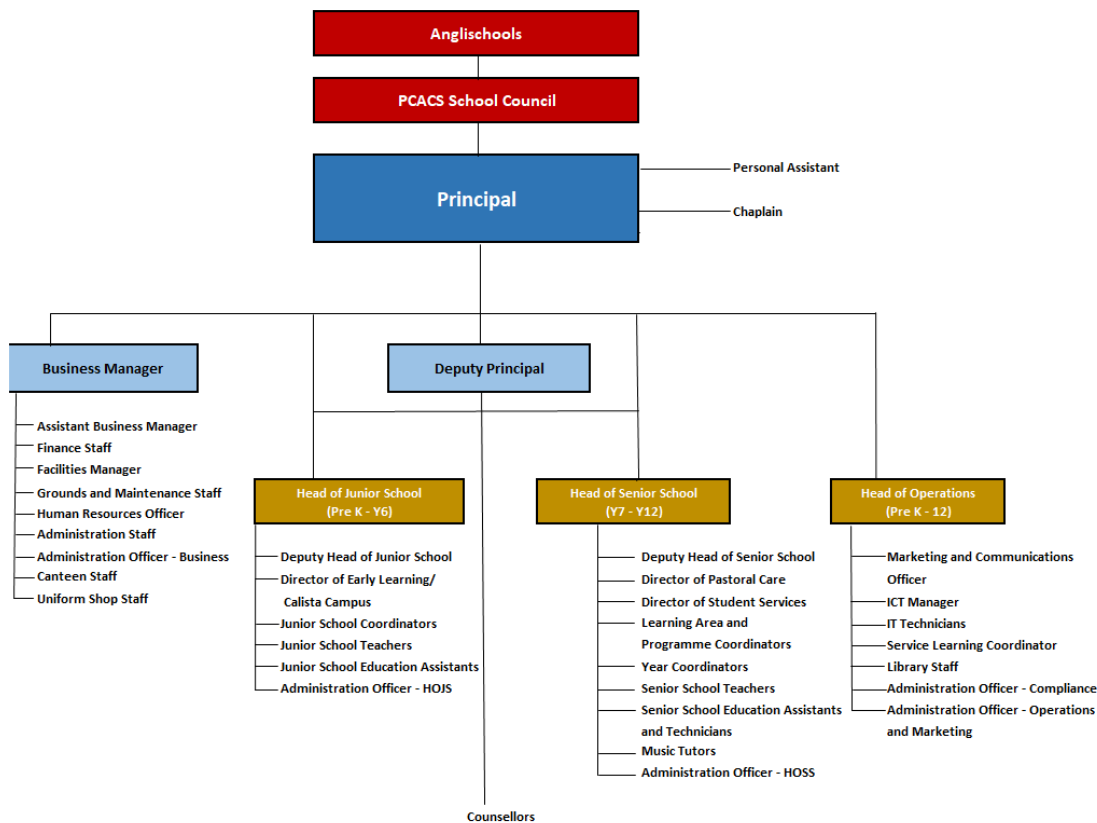 Anglischools
PCACS School Council
Principal
Personal Assistant
Chaplain
Business Manager
Deputy Principal
Assistant Business Manager
Finance Staff
Facilities Manager
Grounds and Maintenance Staff
Human Resources Officer
Administration Staff
Administration Officer - Business
Canteen Staff
Uniform Shop Staff
Head of Junior School
(Pre K - Y6)
Deputy Head of Junior School
Director of Early Learning/
Calista Campus
Junior School Coordinators
Junior School Teachers
Junior School Education Assistants
Administration Officer - HOJS
Head of Senior School
(Y7 - Y12)
Deputy Head of Senior School
Director of Pastoral Care
Director of Student Services
Learning Area and
Programme Coordinators
Year Coordinators
Senior School Teachers
Senior School Education Assistants
and Technicians
Music Tutors
Administration Officer - HOSS
Head of Operations
(Pre K - 12)
Marketing and Communications
Officer
ICT Manager
IT Technicians
Service Learning Coordinator
Library Staff
Administration Officer - Compliance
Administration Officer - Operations
and Marketing
Counsellors